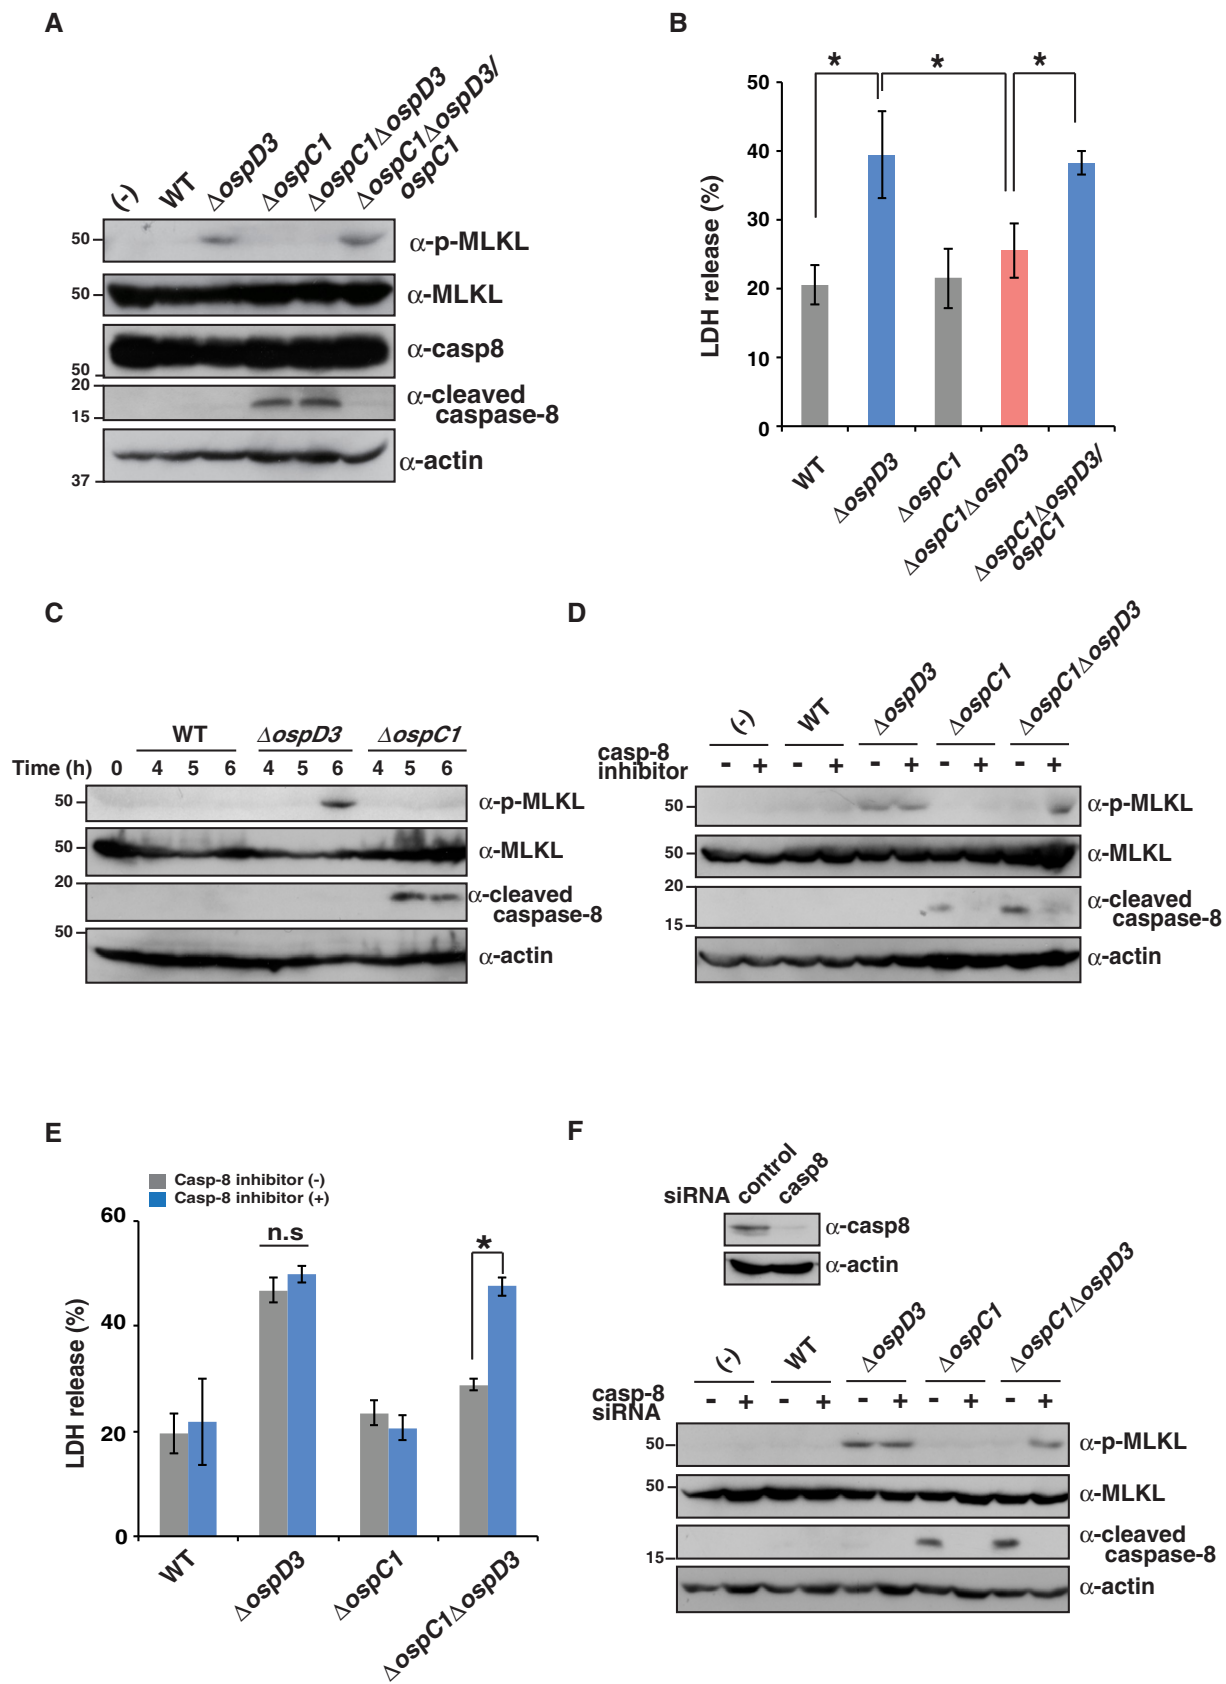 A
(-)
WT
ΔospD3
ΔospC1
ΔospC1ΔospD3
ΔospC1ΔospD3/
ospC1
50
α-p-MLKL
50
α-MLKL
α-casp8
50
20
α-cleaved
caspase-8
15
α-actin
37
B
LDH release (%)
50
40
30
20
10
0
*
*
*
WT
ΔospD3
ΔospC1
ΔospC1ΔospD3
ΔospC1ΔospD3/
ospC1
C
WT ΔospD3 ΔospC1
Time (h) 0 4 5 6 4 5 6 4 5 6
50
α-p-MLKL
50
α-MLKL
20
α-cleaved
caspase-8
50
α-actin
D
(-)
WT
ΔospD3
ΔospC1
ΔospC1ΔospD3
casp-8
inhibitor
- + - + - + - + - +
50
α-p-MLKL
50
α-MLKL
20
α-cleaved
caspase-8
15
α-actin
E
Casp-8 inhibitor (-)
Casp-8 inhibitor (+)
LDH release (%)
60
40
20
0
n.s
*
WT
ΔospD3
ΔospC1
ΔospC1ΔospD3
F
siRNA
control
casp8
α-casp8
α-actin
(-)
WT
ΔospD3
ΔospC1
ΔospC1ΔospD3
casp-8
siRNA
- + - + - + - + - +
50
α-p-MLKL
50
α-MLKL
α-cleaved
caspase-8
15
α-actin